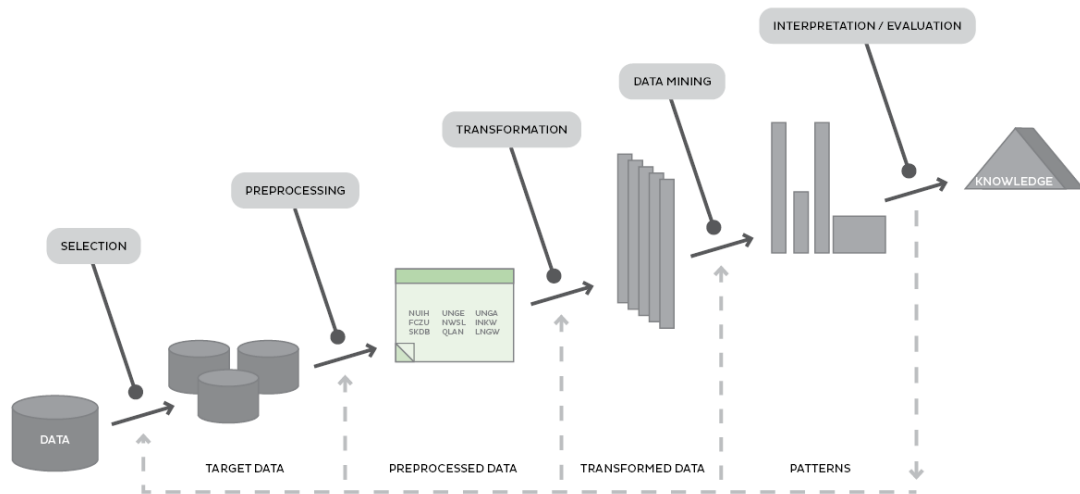 INTERPRETATION / EVALUATION
DATA MINING
TRANSFORMATION
PREPROCESSING
SELECTION
KNOWLEDGE
NUIH UNGE UNGA
FCZU NWSL INKW
SKDB QLAN LNGW
DATA
TARGET DATA
PREPROCESSED DATA
TRANSFORMED DATA
PATTERNS